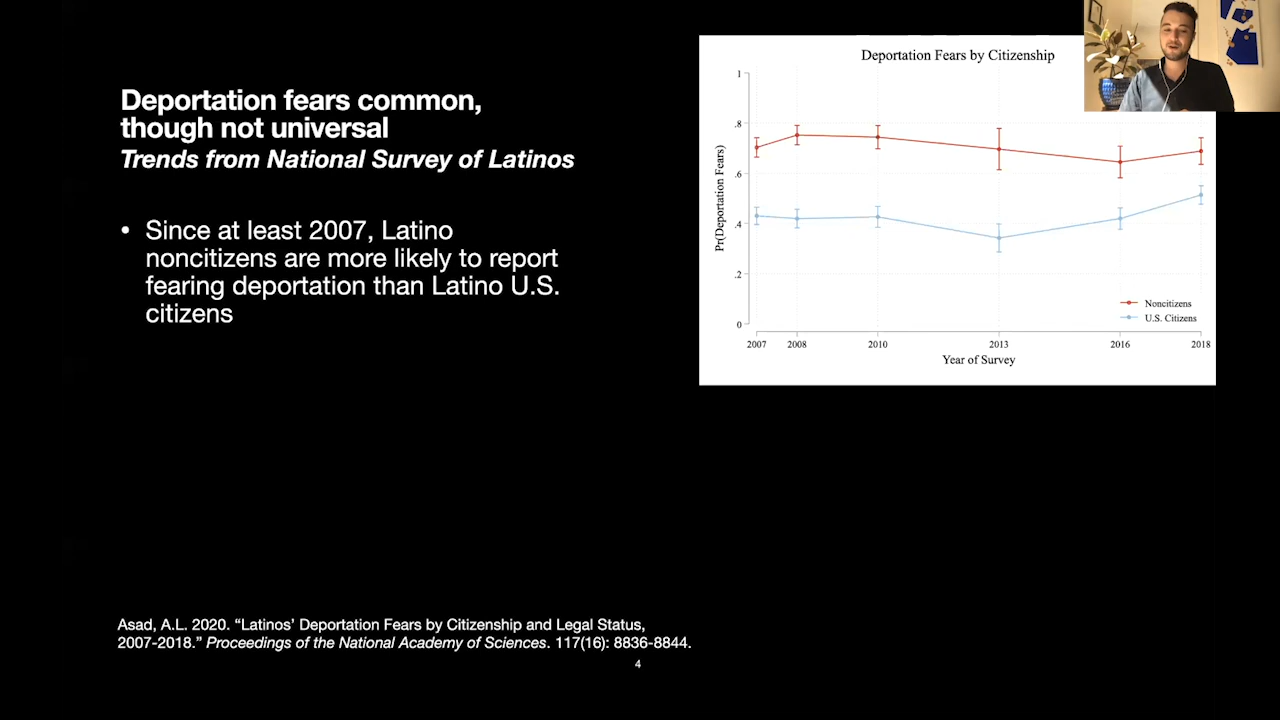 Deportation fears common,
though not universal
Trends from National Survey of Latinos
• Since at least 2007, Latino
noncitizens are more likely to report
fearing deportation than Latino U.S.
citizens
Deportation Fears by Citizenship
Pr(Deportation Fears)
1
.8
.6
.4
.2
0
Noncitizens
U.S. Citizens
2007 2008 2010 2013 2016 2018
Year of Survey
Asad, A.L. 2020. “Latinos’ Deportation Fears by Citizenship and Legal Status,
2007-2018.” Proceedings of the National Academy of Sciences. 117(16): 8836-8844.
4